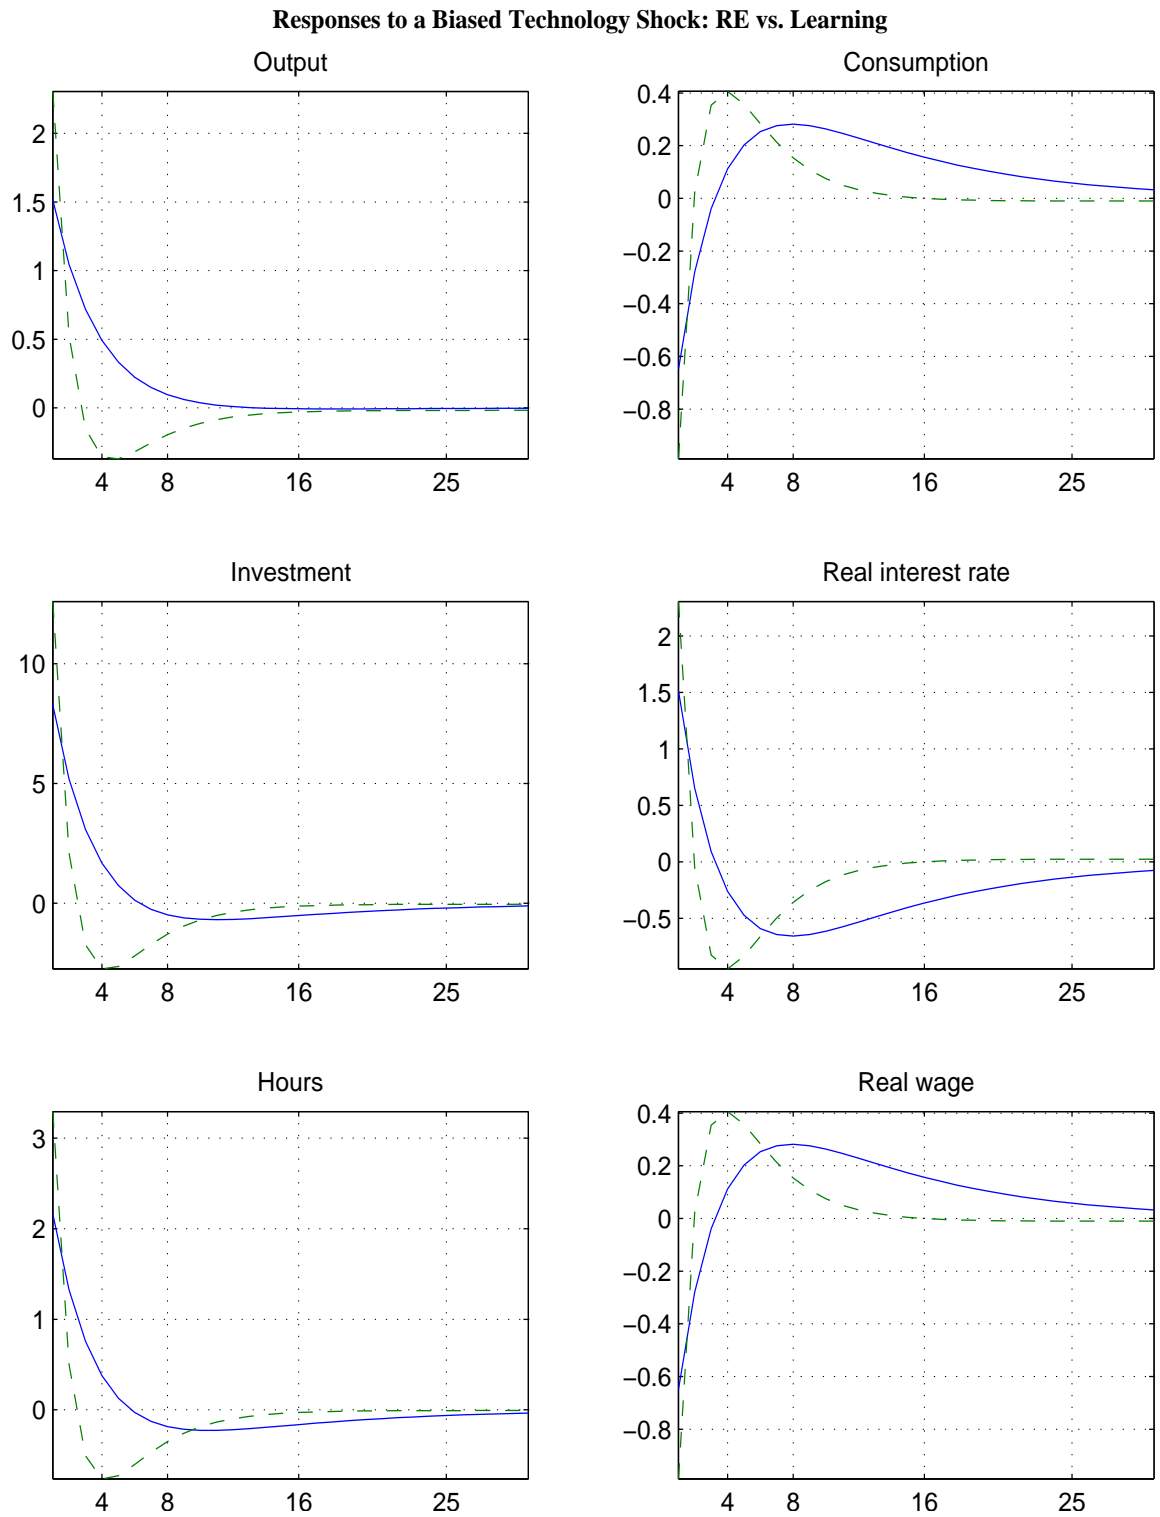 Responses to a Biased Technology Shock: RE vs. Learning
Output
2
1.5
1
0.5
0
4 8 16 25
Consumption
0.4
0.2
0
−0.2
−0.4
−0.6
−0.8
4 8 16 25
Investment
10
5
0
4 8 16 25
Real interest rate
2
1.5
1
0.5
0
−0.5
4 8 16 25
Hours
3
2
1
0
4 8 16 25
Real wage
0.4
0.2
0
−0.2
−0.4
−0.6
−0.8
4 8 16 25